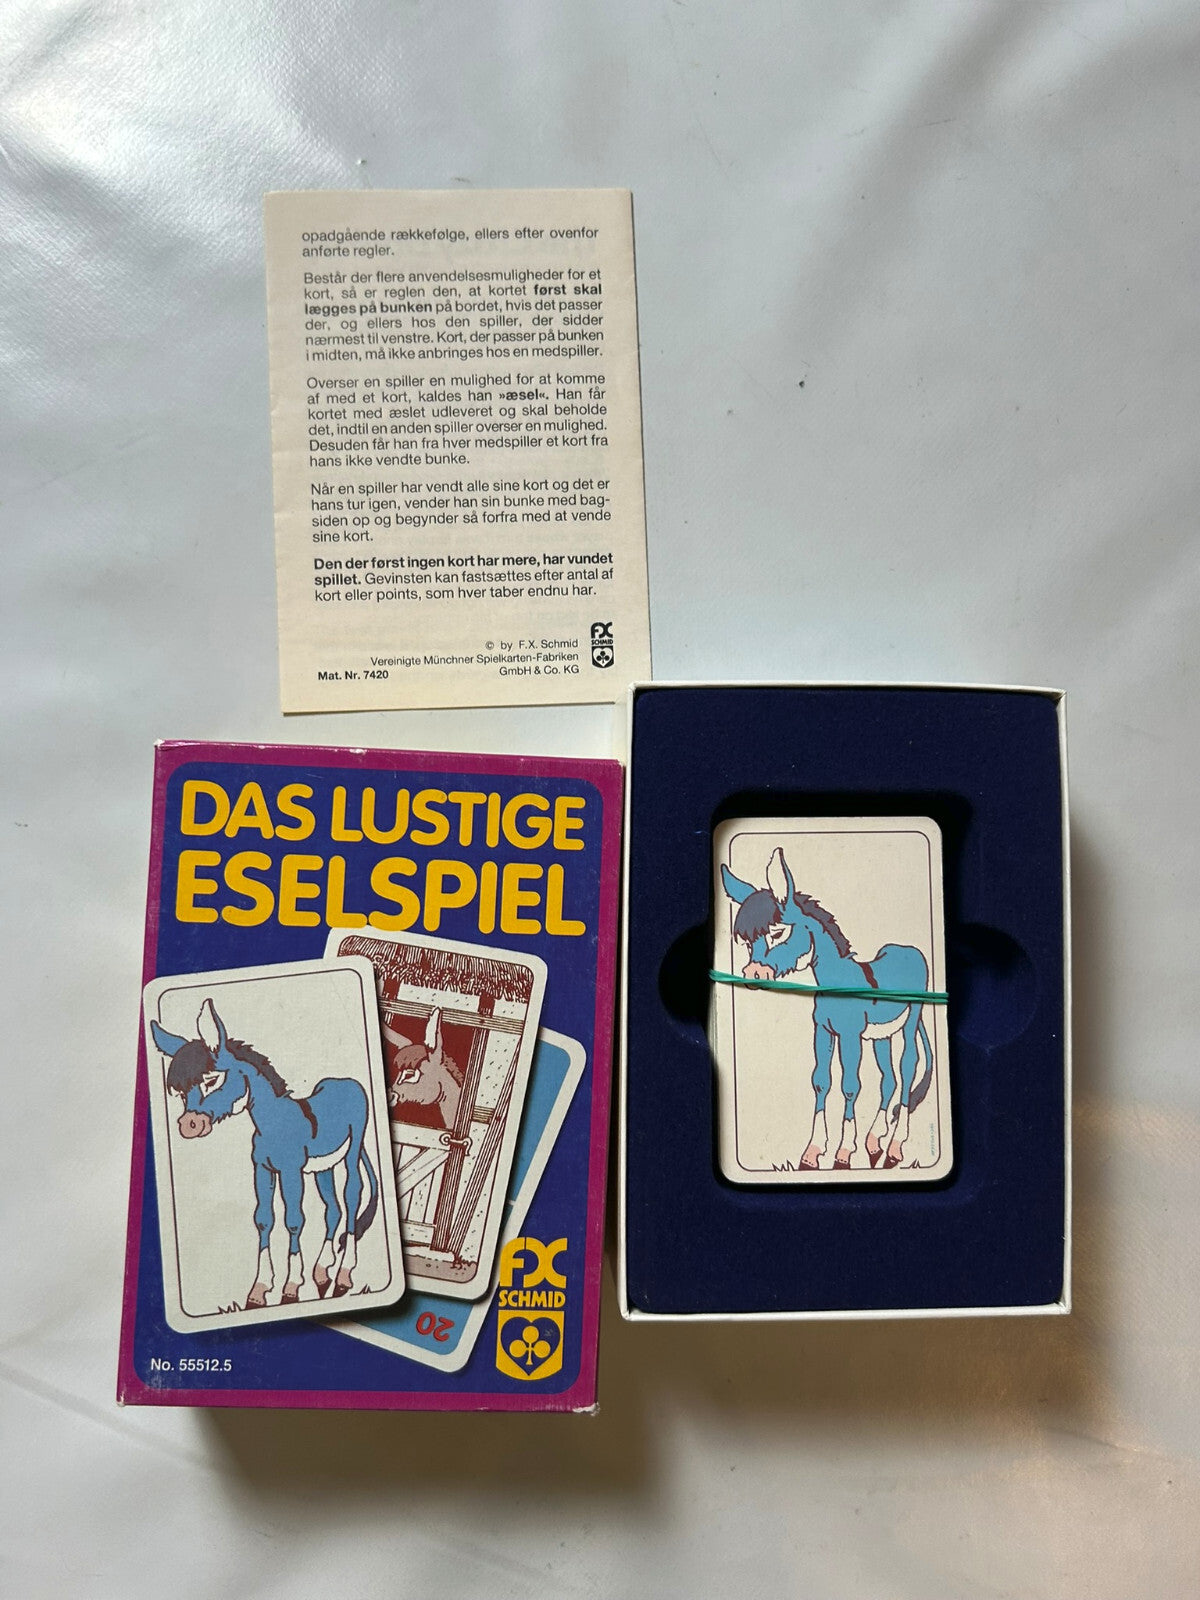 opadgående rækkefølge, ellers efter ovenfor
anførte regler.
Består der flere anvendelsesmuligheder for et
kort, så er reglen den, at kortet først skal
lægges på bunken på bordet, hvis det passer
der, og ellers hos den spiller, der sidder
nærmest til venstre. Kort, der passer på bunken
i midten, må ikke anbringes hos en medspiller.
Overser en spiller en mulighed for at komme
af med et kort, kaldes han »æsel«. Han får
kortet med æslet udleveret og skal beholde
det, indtil en anden spiller overser en mulighed.
Desuden får han fra hver medspiller et kort fra
hans ikke vendte bunke.
Når en spiller har vendt alle sine kort og det er
hans tur igen, vender han sin bunke med bag-
siden op og begynder så forfra med at vende
sine kort.
Den der først ingen kort har mere, har vundet
spillet. Gevinsten kan fastsættes efter antal af
kort eller points, som hver taber endnu har.
© by F.X. Schmid
Vereinigte Münchner Spielkarten-Fabriken
GmbH & Co. KG
Mat. Nr. 7420
FX
SCHMID
DAS LUSTIGE
ESELSPIEL
20
FX
SCHMID
No. 55512.5